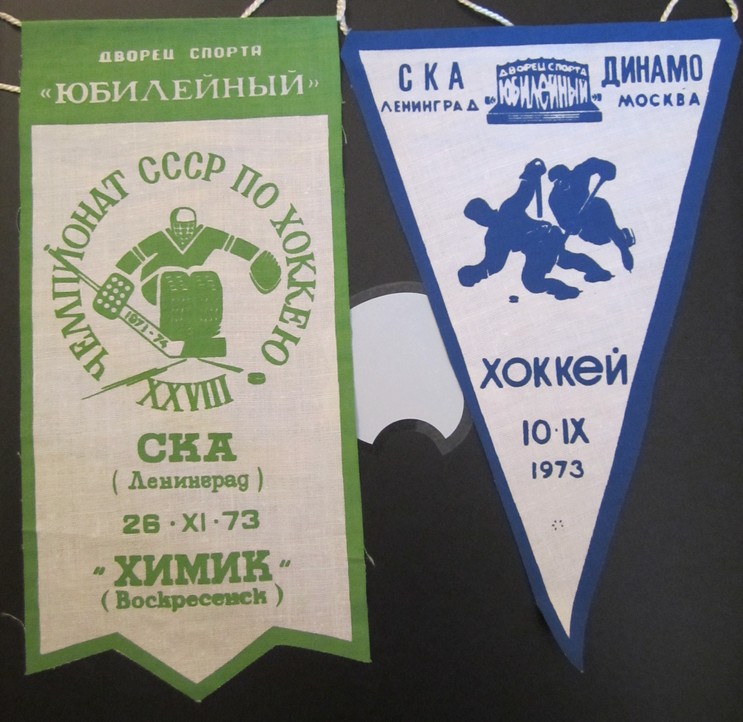 ДВОРЕЦ СПОРТА
«ЮБИЛЕЙНЫЙ»
ЧЕМПИОНАТ СССР ПО ХОККЕЮ
1973-74
XXVIII
СКА
(Ленинград)
26·XI·73
„ХИМИК"
(Воскресенск)
СКА
ЛЕНИНГРАД
ДВОРЕЦ СПОРТА
"ЮБИЛЕЙНЫЙ"
ДИНАМО
МОСКВА
ХОККЕЙ
10·IX
1973